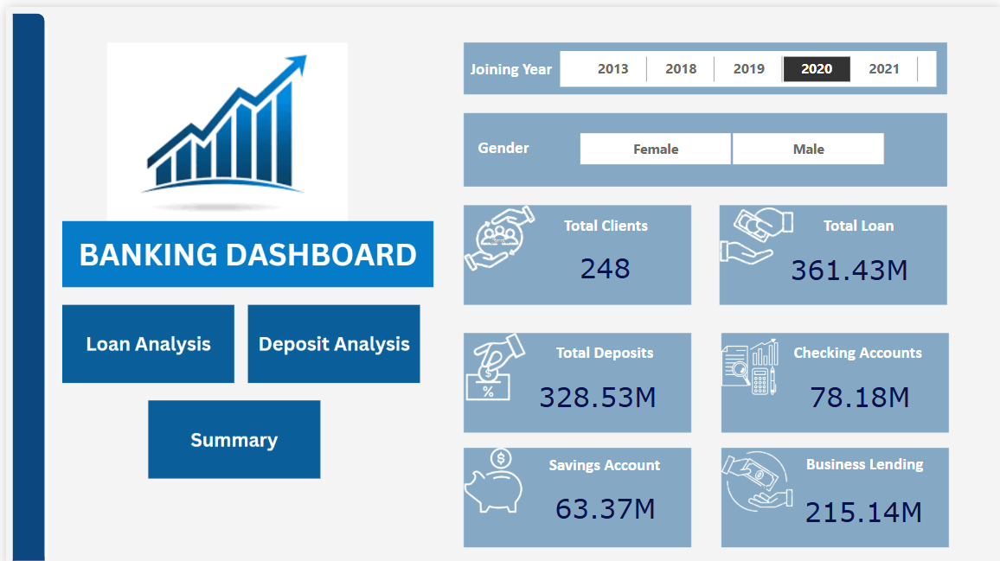 Joining Year
2013 2018 2019 2020 2021
Gender
Female Male
BANKING DASHBOARD
Loan Analysis
Deposit Analysis
Summary
Total Clients
248
Total Loan
361.43M
Total Deposits
328.53M
$
%
Checking Accounts
78.18M
Savings Account
63.37M
$
Business Lending
215.14M
$